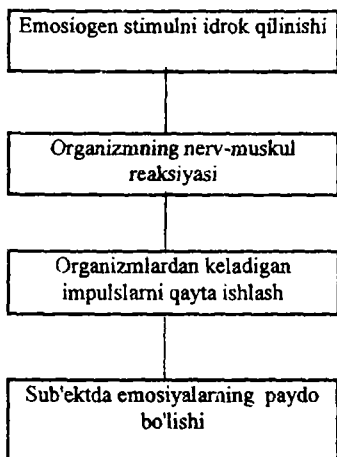 Emosiogen stimulni idrok qilinishi
Organizmning nerv-muskul
reaksiyasi
Organizmlardan keladigan
impulslarni qayta ishlash
Sub'ektda emosiyalarning paydo
bo'lishi